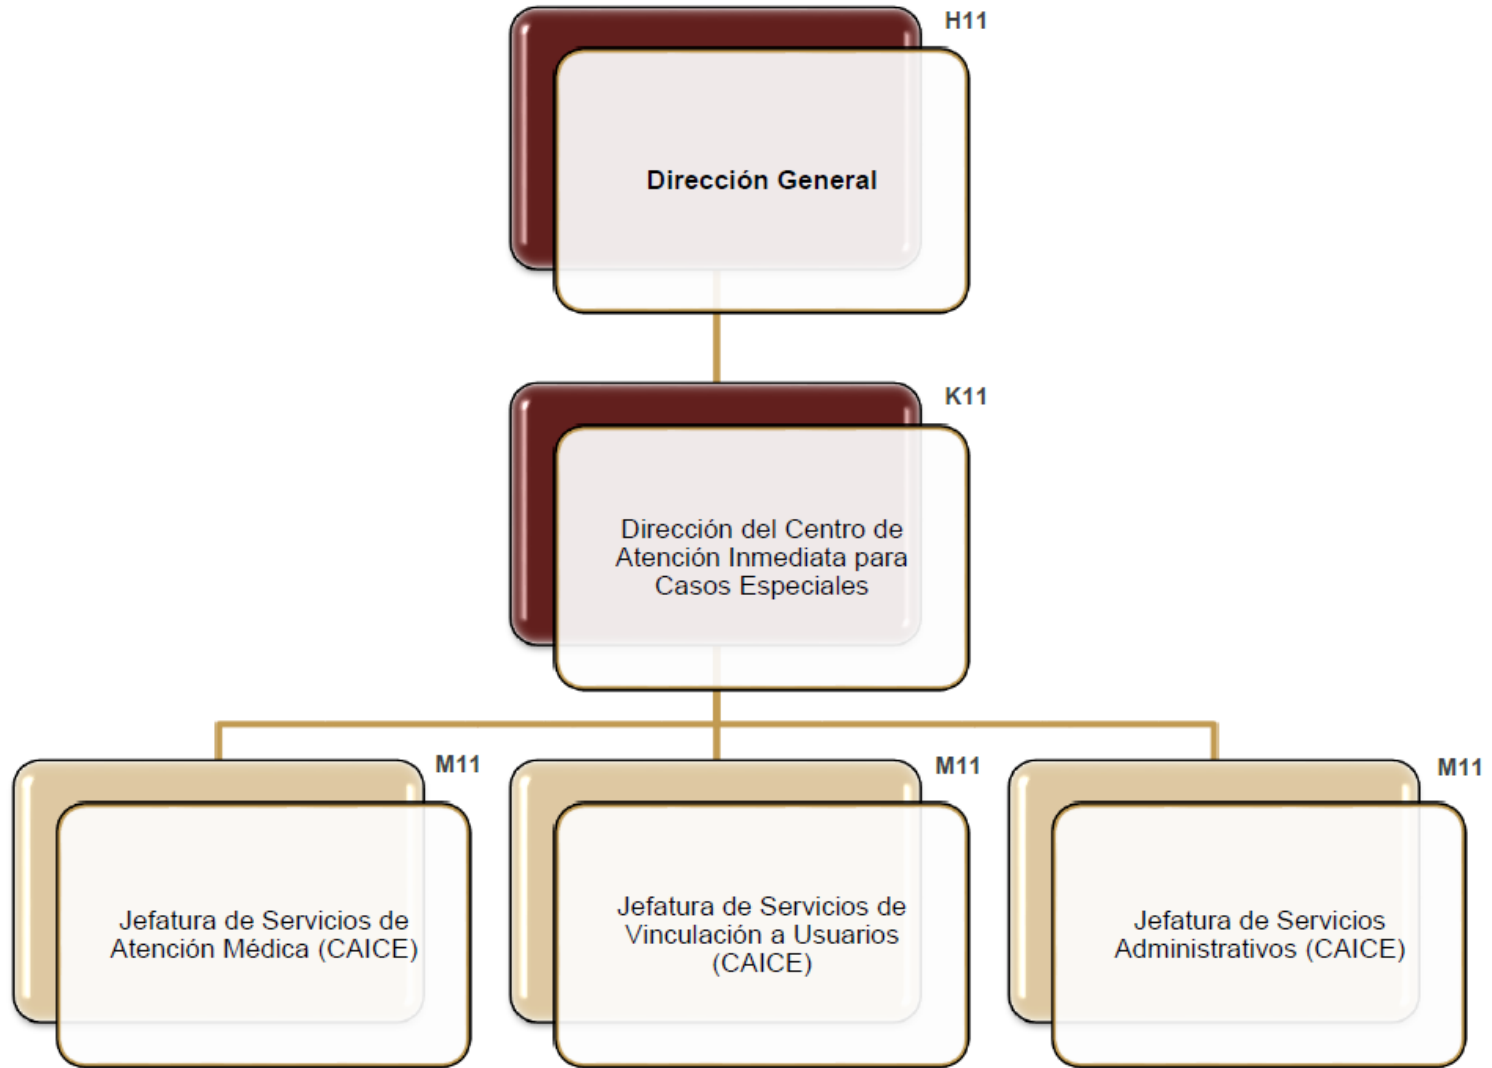 H11
Dirección General
K11
Dirección del Centro de
Atención Inmediata para
Casos Especiales
M11
Jefatura de Servicios de
Atención Médica (CAICE)
M11
Jefatura de Servicios de
Vinculación a Usuarios
(CAICE)
M11
Jefatura de Servicios
Administrativos (CAICE)